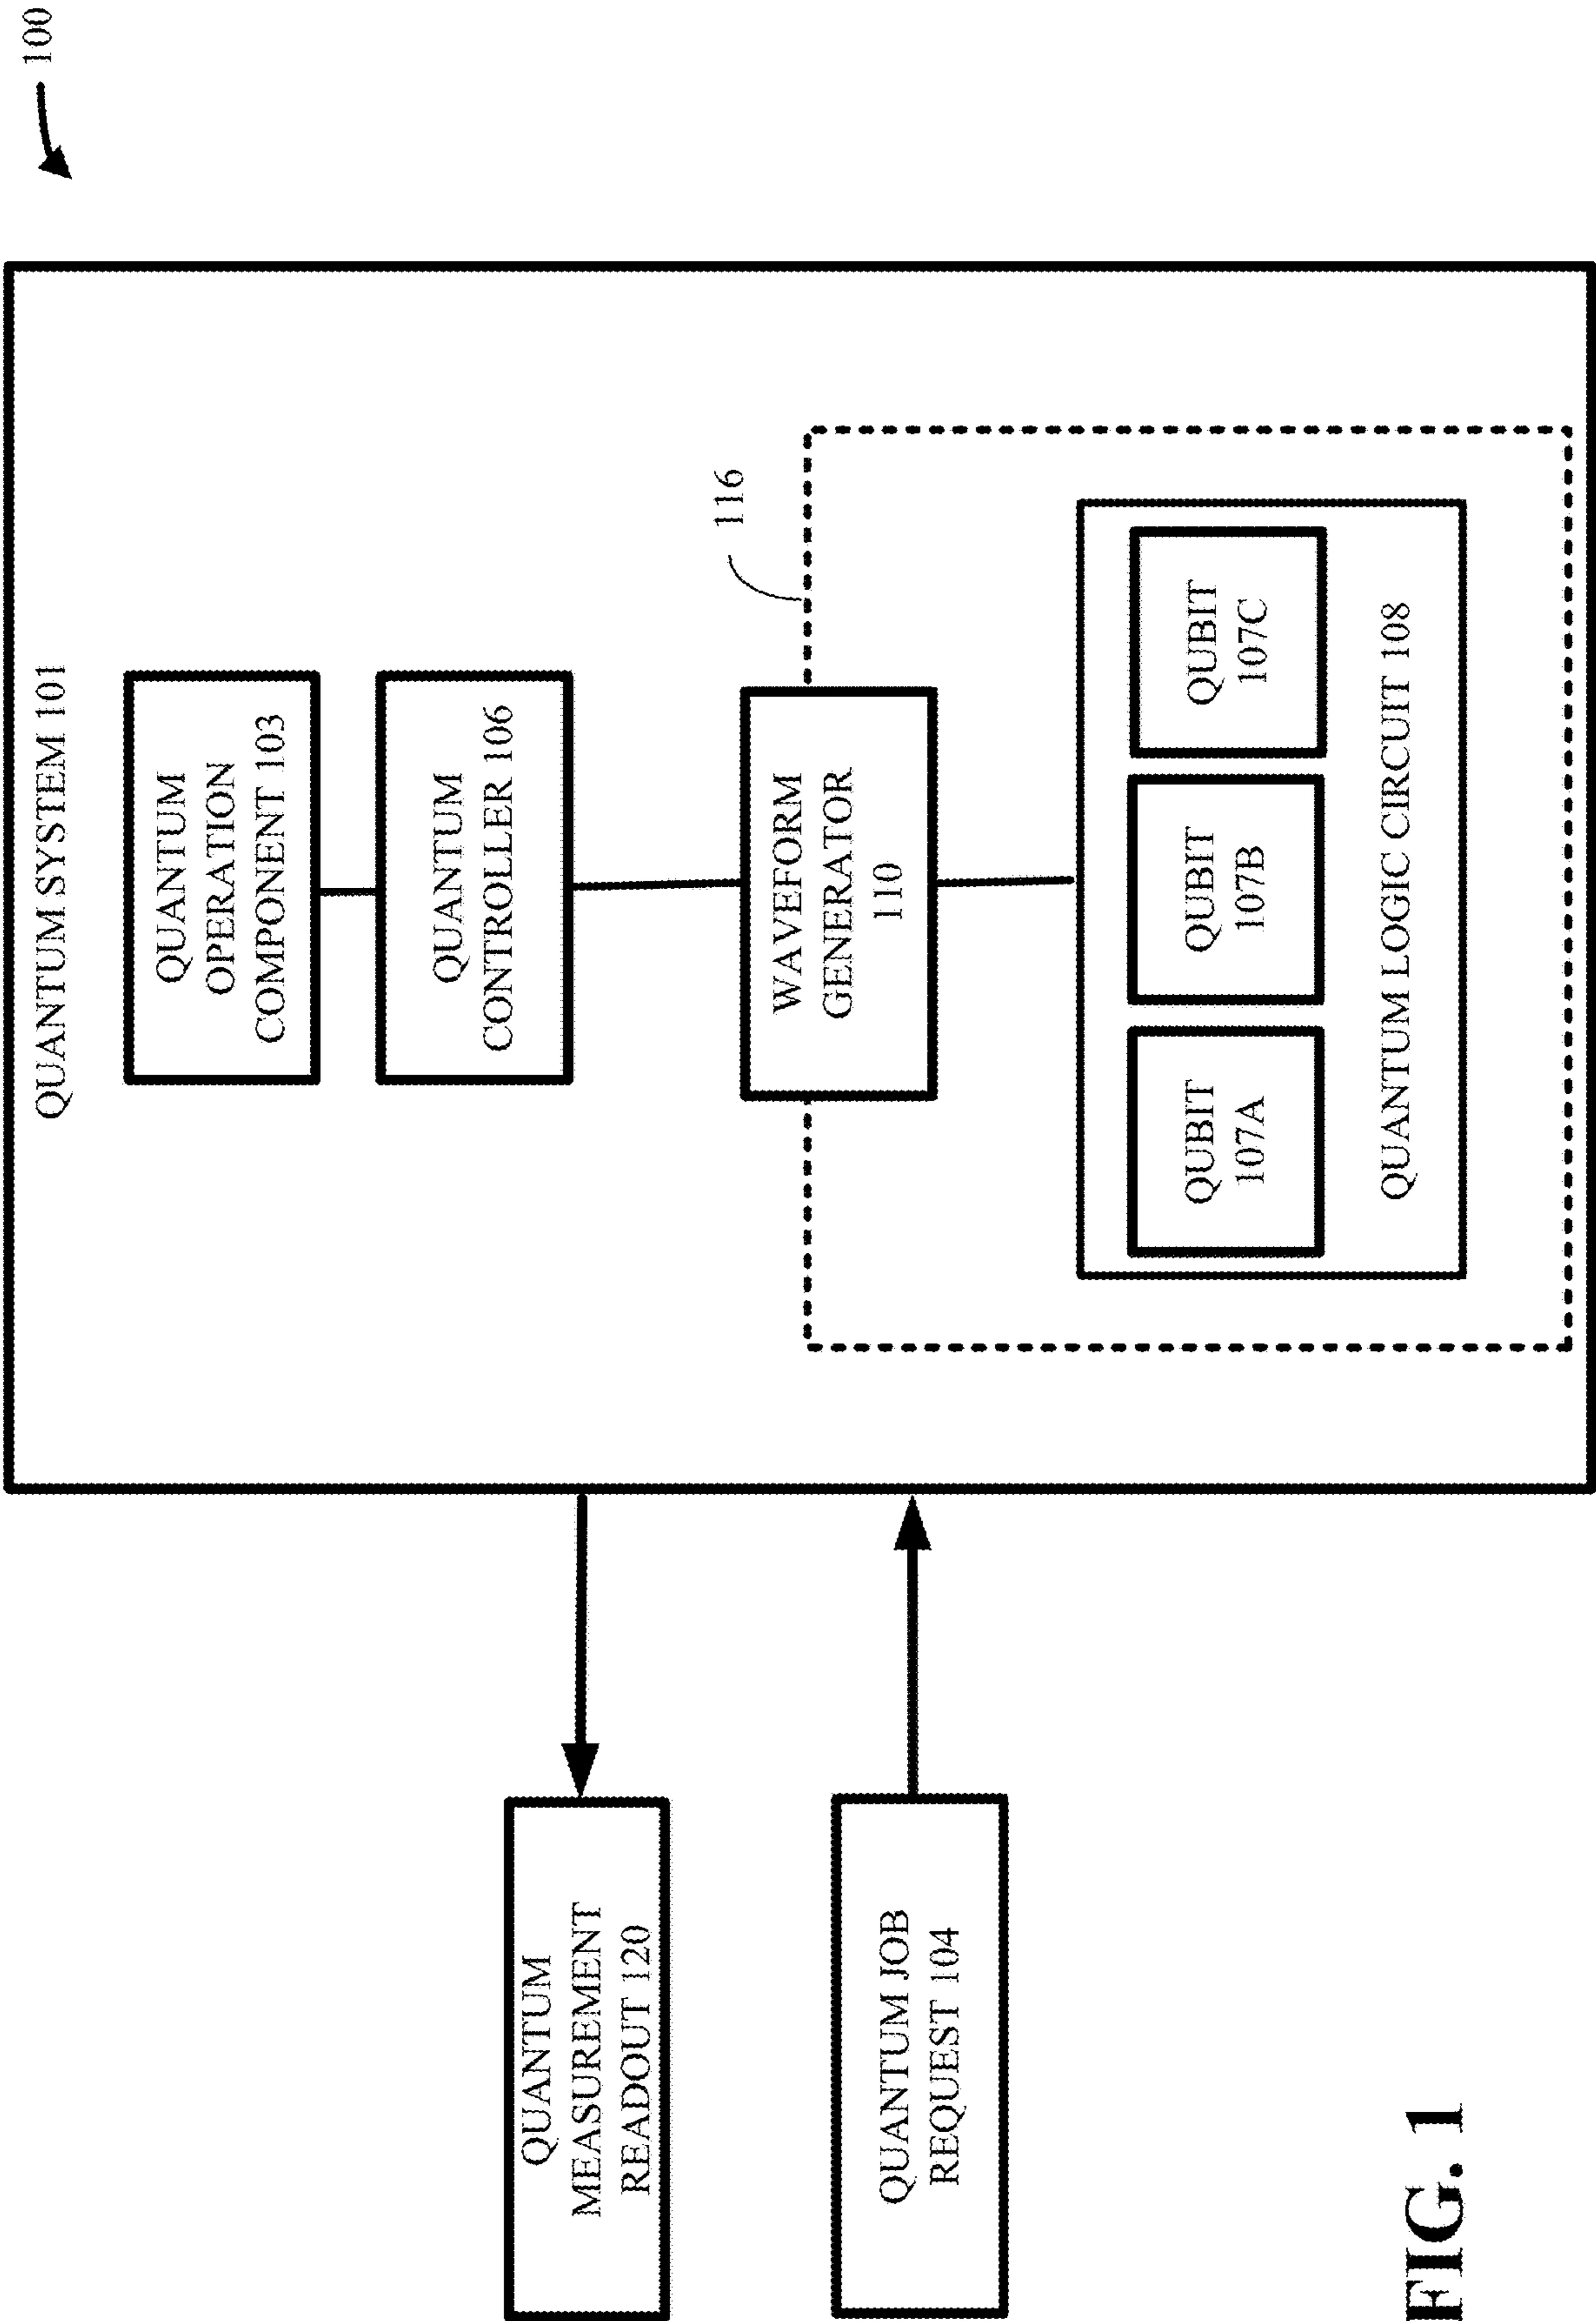 100
QUANTUM SYSTEM 101
QUANTUM
OPERATION
COMPONENT 103
QUANTUM
CONTROLLER 106
QUANTUM
MEASUREMENT
READOUT 120
116
WAVEFORM
GENERATOR
110
QUANTUM JOB
REQUEST 104
QUBIT
107A
QUBIT
107B
QUBIT
107C
QUANTUM LOGIC CIRCUIT 108
FIG. 1